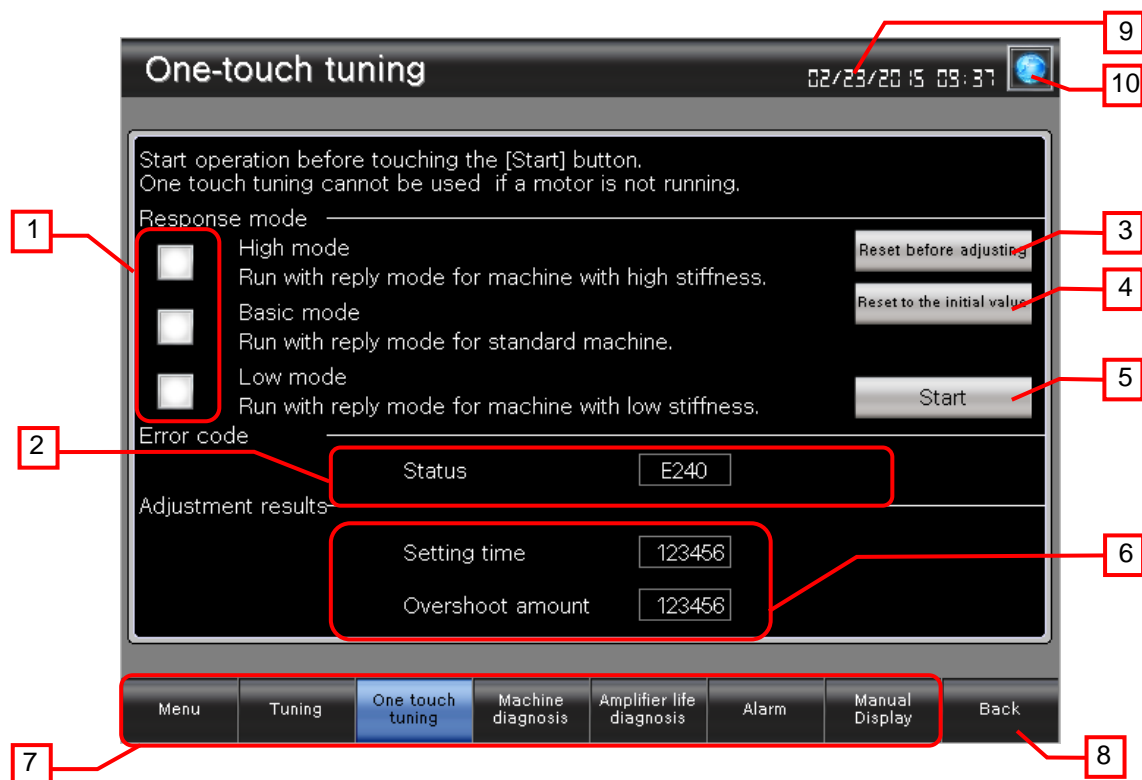 9
One-touch tuning
02/23/2015 09:37
10
Start operation before touching the [Start] button.
One touch tuning cannot be used if a motor is not running.
Response mode
1
High mode
Reset before adjusting
3
Run with reply mode for machine with high stiffness.
Reset to the initial value
4
Basic mode
Run with reply mode for standard machine.
Low mode
Start
5
Run with reply mode for machine with low stiffness.
Error code
2
Status
E240
Adjustment results
Setting time
123456
6
Overshoot amount
123456
Menu
Tuning
One touch
tuning
Machine
diagnosis
Amplifier life
diagnosis
Alarm
Manual
Display
Back
7
8